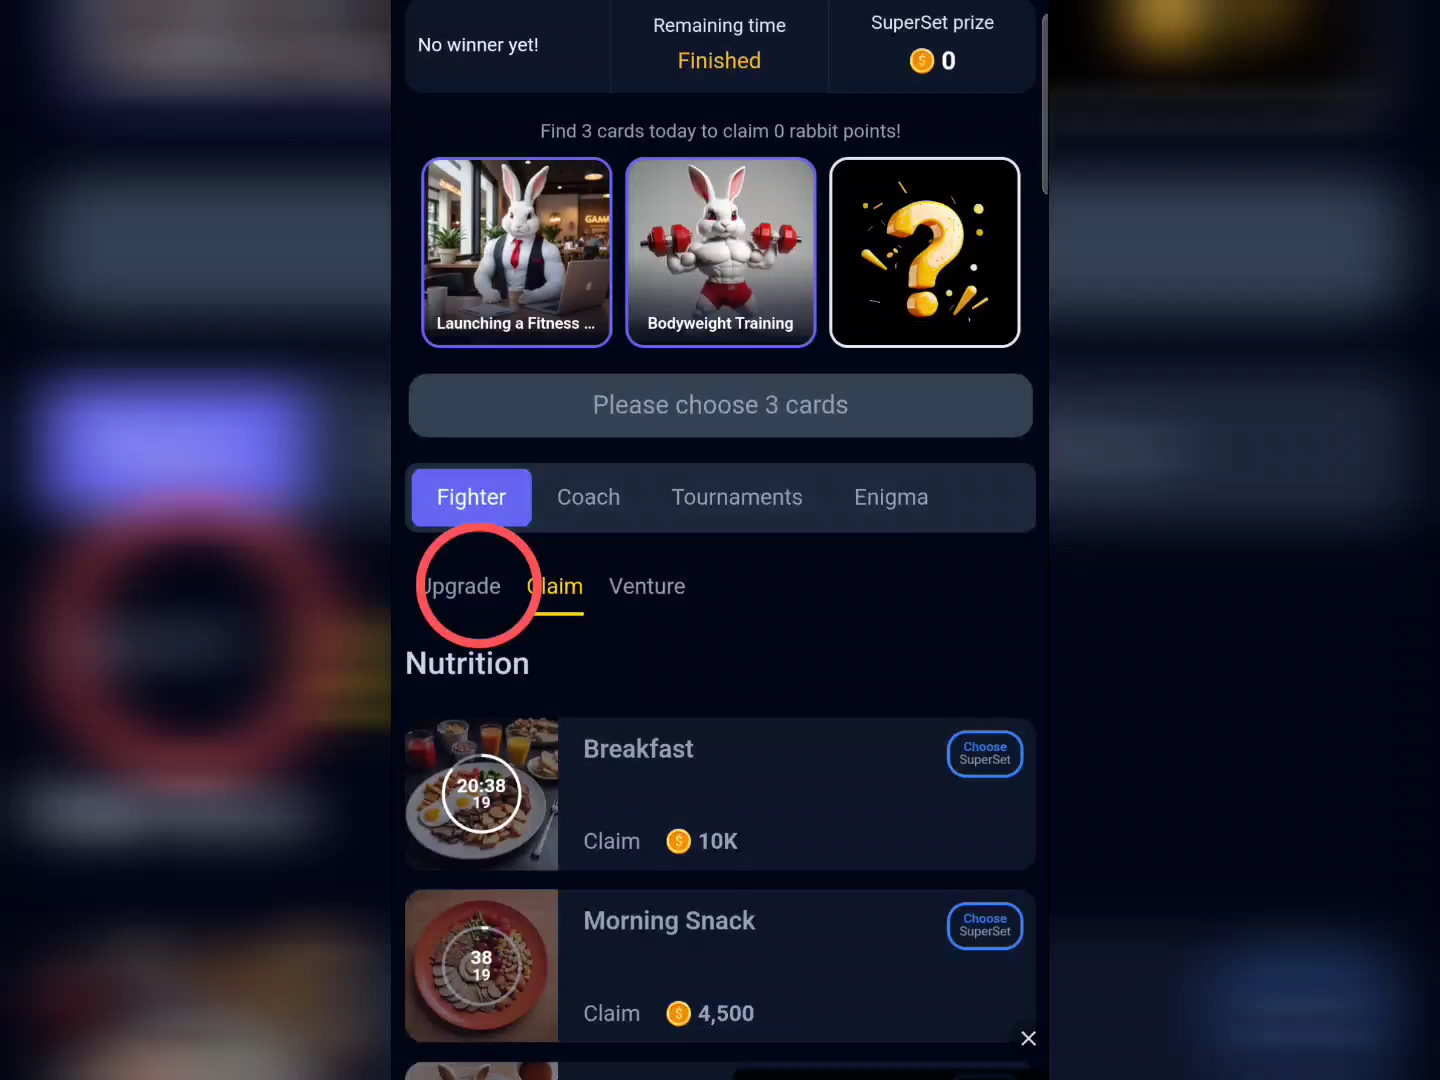 No winner yet!
Remaining time
Finished
SuperSet prize
0
Find 3 cards today to claim 0 rabbit points!
Launching a Fitness ...
Bodyweight Training
Please choose 3 cards
Fighter Coach Tournaments Enigma
Upgrade Claim Venture
Nutrition
20:38
19
Breakfast
Choose
SuperSet
Claim 10K
38
19
Morning Snack
Choose
SuperSet
Claim 4,500